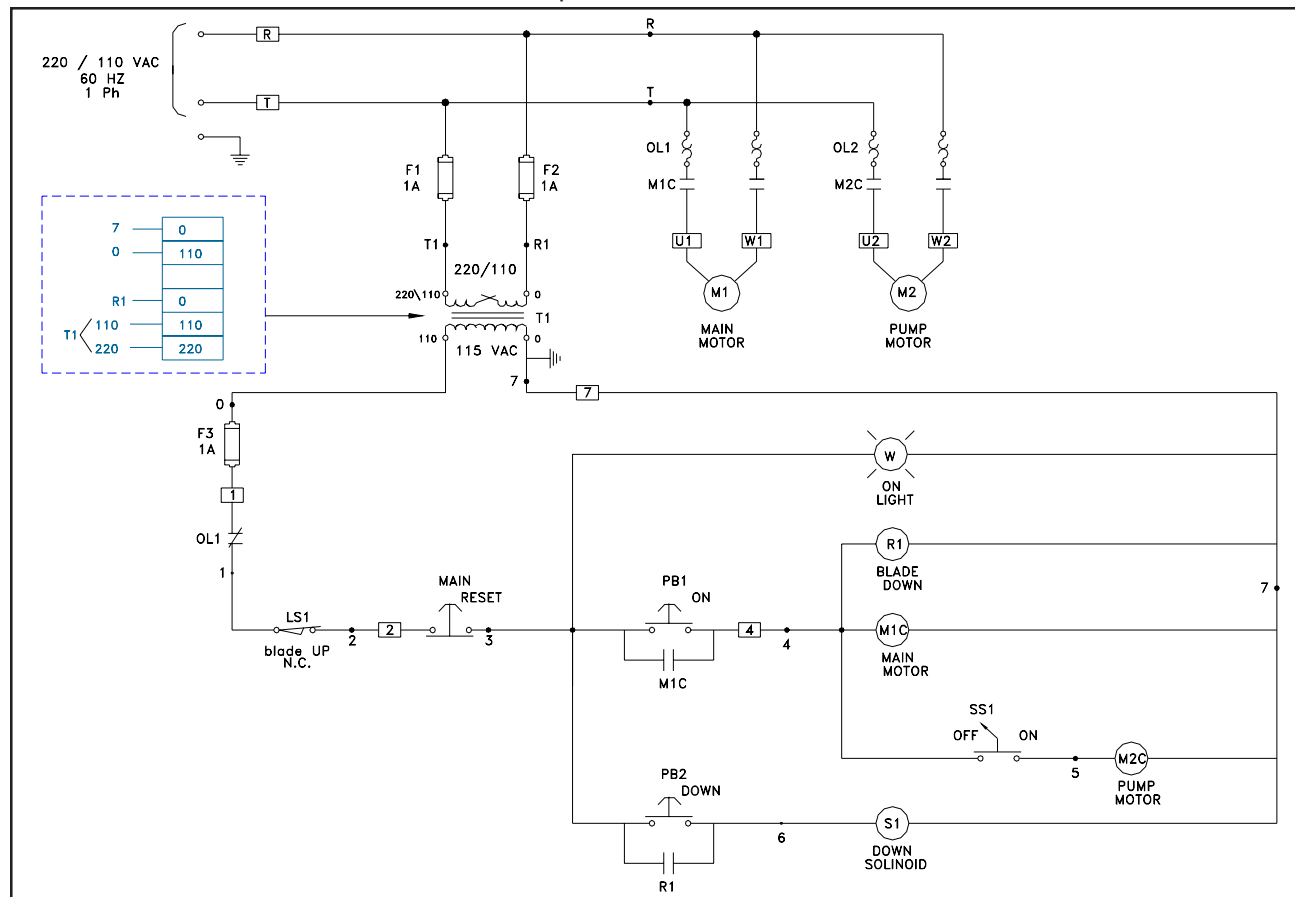 R
R
220 / 110 VAC
60 HZ
1 Ph
T
T
OL1
OL2
F1
1A
F2
1A
M1C
M2C
7
0
0
110
R1
0
T1
110
110
220
220
T1
R1
U1
W1
U2
W2
220/110
220\110
0
M1
M2
T1
MAIN
MOTOR
PUMP
MOTOR
110
0
115 VAC
7
7
0
F3
1A
W
ON
LIGHT
1
OL1
R1
BLADE
DOWN
1
7
MAIN
RESET
PB1
ON
LS1
2
2
3
4
4
M1C
MAIN
MOTOR
blade UP
N.C.
M1C
SS1
OFF
ON
5
M2C
PUMP
MOTOR
PB2
DOWN
6
S1
DOWN
SOLINOID
R1